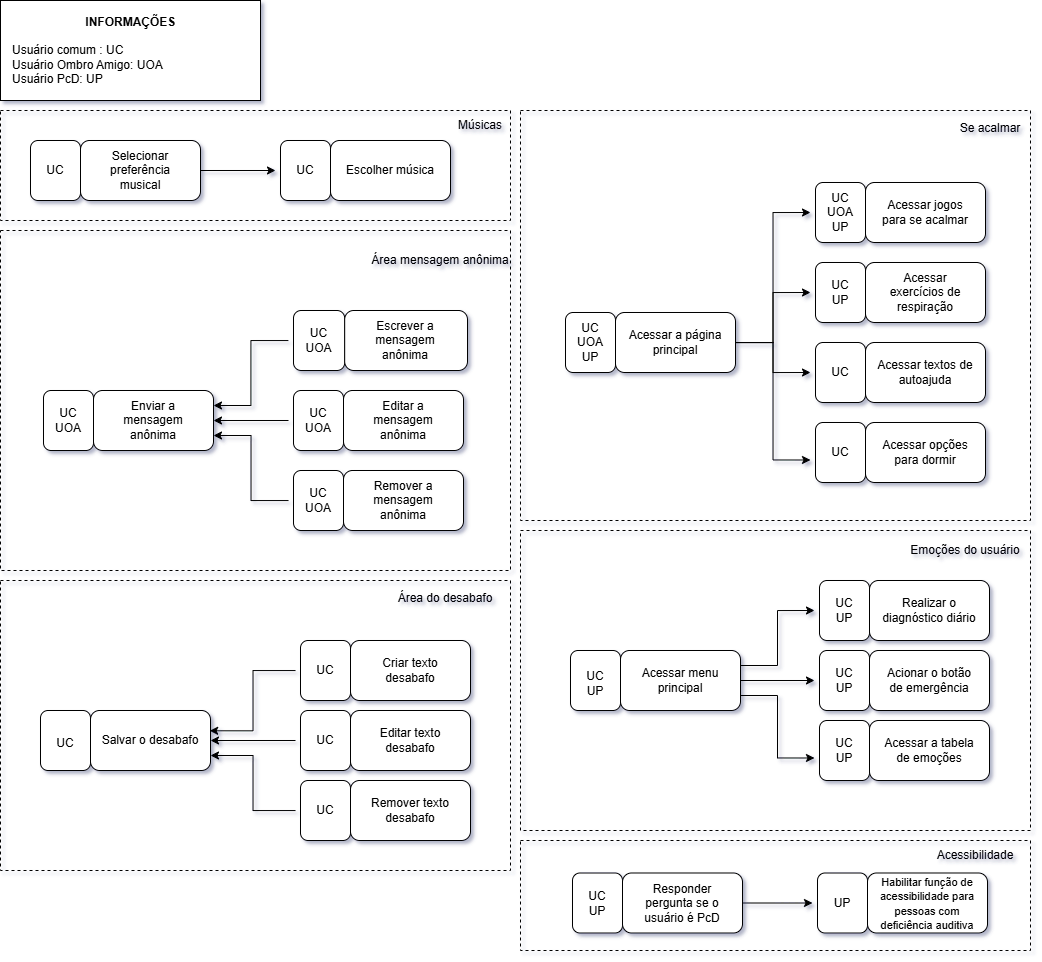 INFORMAÇÕES
Usuário comum : UC
Usuário Ombro Amigo: UOA
Usuário PcD: UP
Músicas
UC
Selecionar
preferência
musical
UC
Escolher música
Área mensagem anônima
UC
UOA
Escrever a
mensagem
anônima
UC
UOA
Enviar a
mensagem
anônima
UC
UOA
Editar a
mensagem
anônima
UC
UOA
Remover a
mensagem
anônima
Área do desabafo
UC
Criar texto
desabafo
UC
Salvar o desabafo
UC
Editar texto
desabafo
UC
Remover texto
desabafo
Se acalmar
UC
UOA
UP
Acessar jogos
para se acalmar
UC
UP
Acessar
exercícios de
respiração
UC
UOA
UP
Acessar a página
principal
UC
Acessar textos de
autoajuda
UC
Acessar opções
para dormir
Emoções do usuário
UC
UP
Realizar o
diagnóstico diário
UC
UP
Acessar menu
principal
UC
UP
Acionar o botão
de emergência
UC
UP
Acessar a tabela
de emoções
Acessibilidade
UC
UP
Responder
pergunta se o
usuário é PcD
UP
Habilitar função de
acessibilidade para
pessoas com
deficiência auditiva